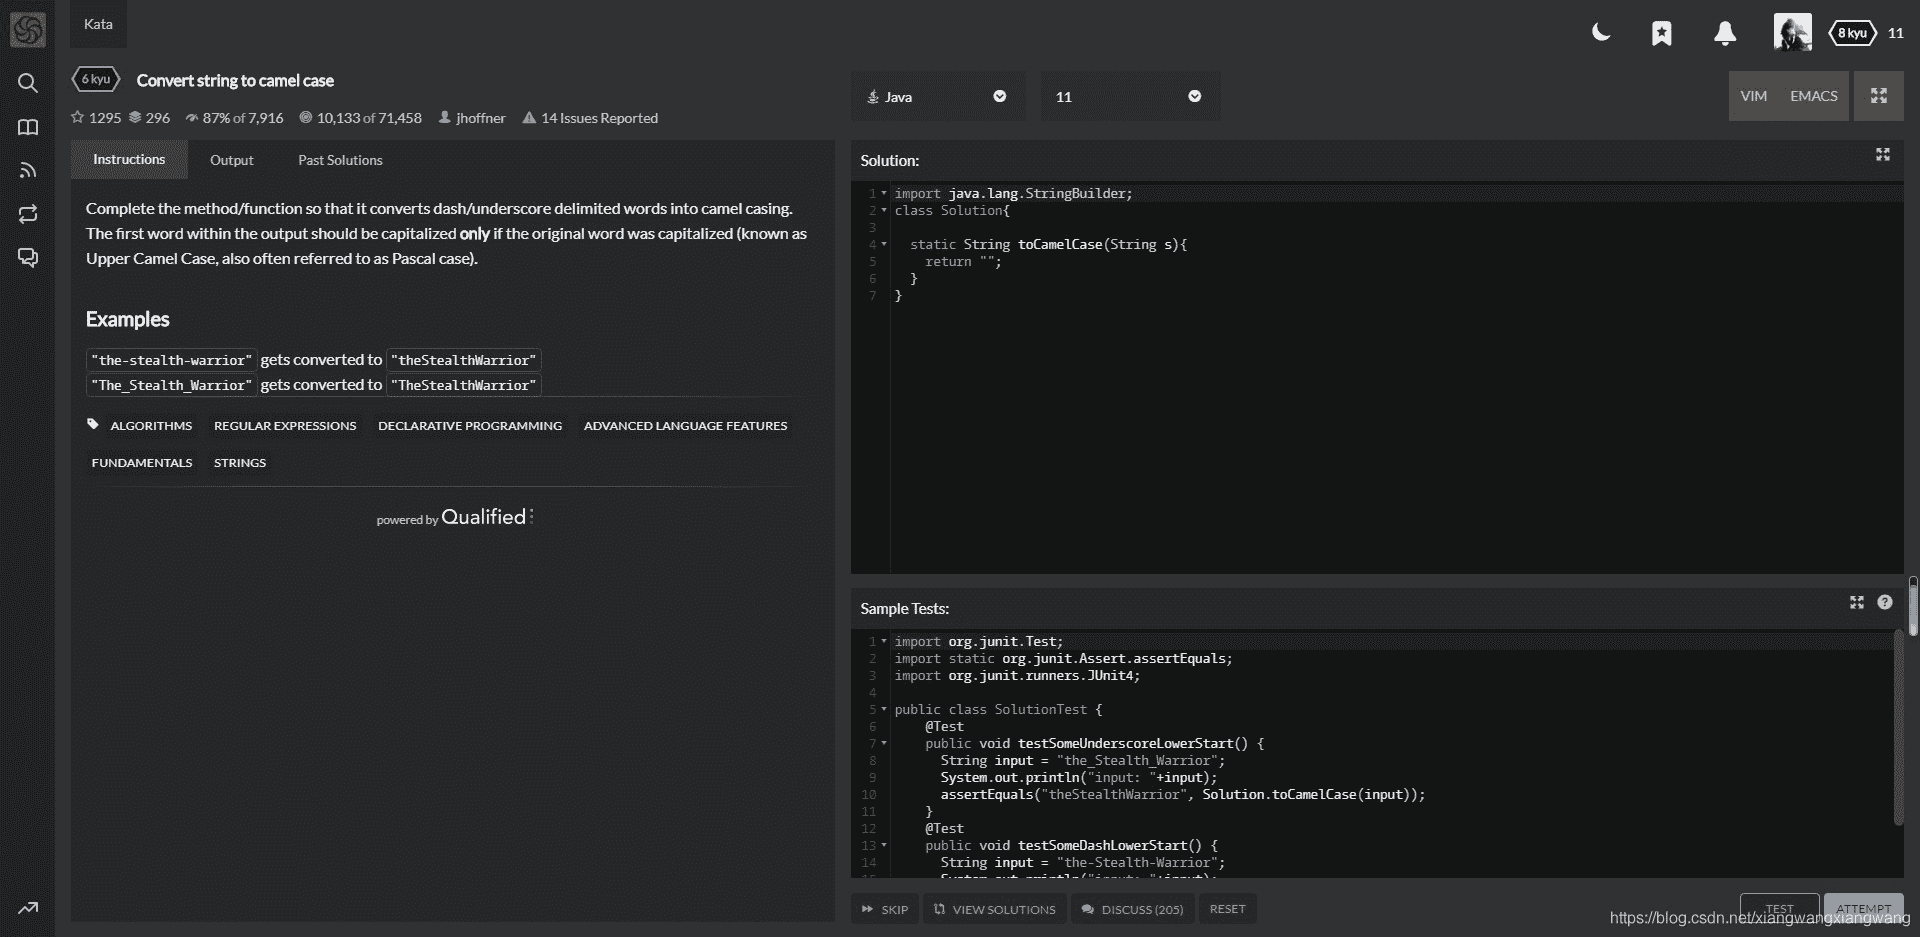 Kata
8 kyu 11
6 kyu Convert string to camel case
1295 296 87% of 7,916 10,133 of 71,458 jhoffner 14 Issues Reported
Java
11
VIM EMACS
Instructions Output Past Solutions
Complete the method/function so that it converts dash/underscore delimited words into camel casing.
The first word within the output should be capitalized only if the original word was capitalized (known as
Upper Camel Case, also often referred to as Pascal case).
Examples
"the-stealth-warrior" gets converted to "theStealthWarrior"
"The_Stealth_Warrior" gets converted to "TheStealthWarrior"
ALGORITHMS REGULAR EXPRESSIONS DECLARATIVE PROGRAMMING ADVANCED LANGUAGE FEATURES
FUNDAMENTALS STRINGS
powered by Qualified
Solution:
1 import java.lang.StringBuilder;
2 class Solution{
3
4 static String toCamelCase(String s){
5 return "";
6 }
7 }
Sample Tests:
1 import org.junit.Test;
2 import static org.junit.Assert.assertEquals;
3 import org.junit.runners.JUnit4;
4
5 public class SolutionTest {
6 @Test
7 public void testSomeUnderscoreLowerStart() {
8 String input = "the_Stealth_Warrior";
9 System.out.println("input: "+input);
10 assertEquals("theStealthWarrior", Solution.toCamelCase(input));
11 }
12 @Test
13 public void testSomeDashLowerStart() {
14 String input = "the-Stealth-Warrior";
15 System.out.println("input: "+input);
SKIP VIEW SOLUTIONS DISCUSS (205) RESET
TEST ATTEMPT
https://blog.csdn.net/xiangwangxiangwang